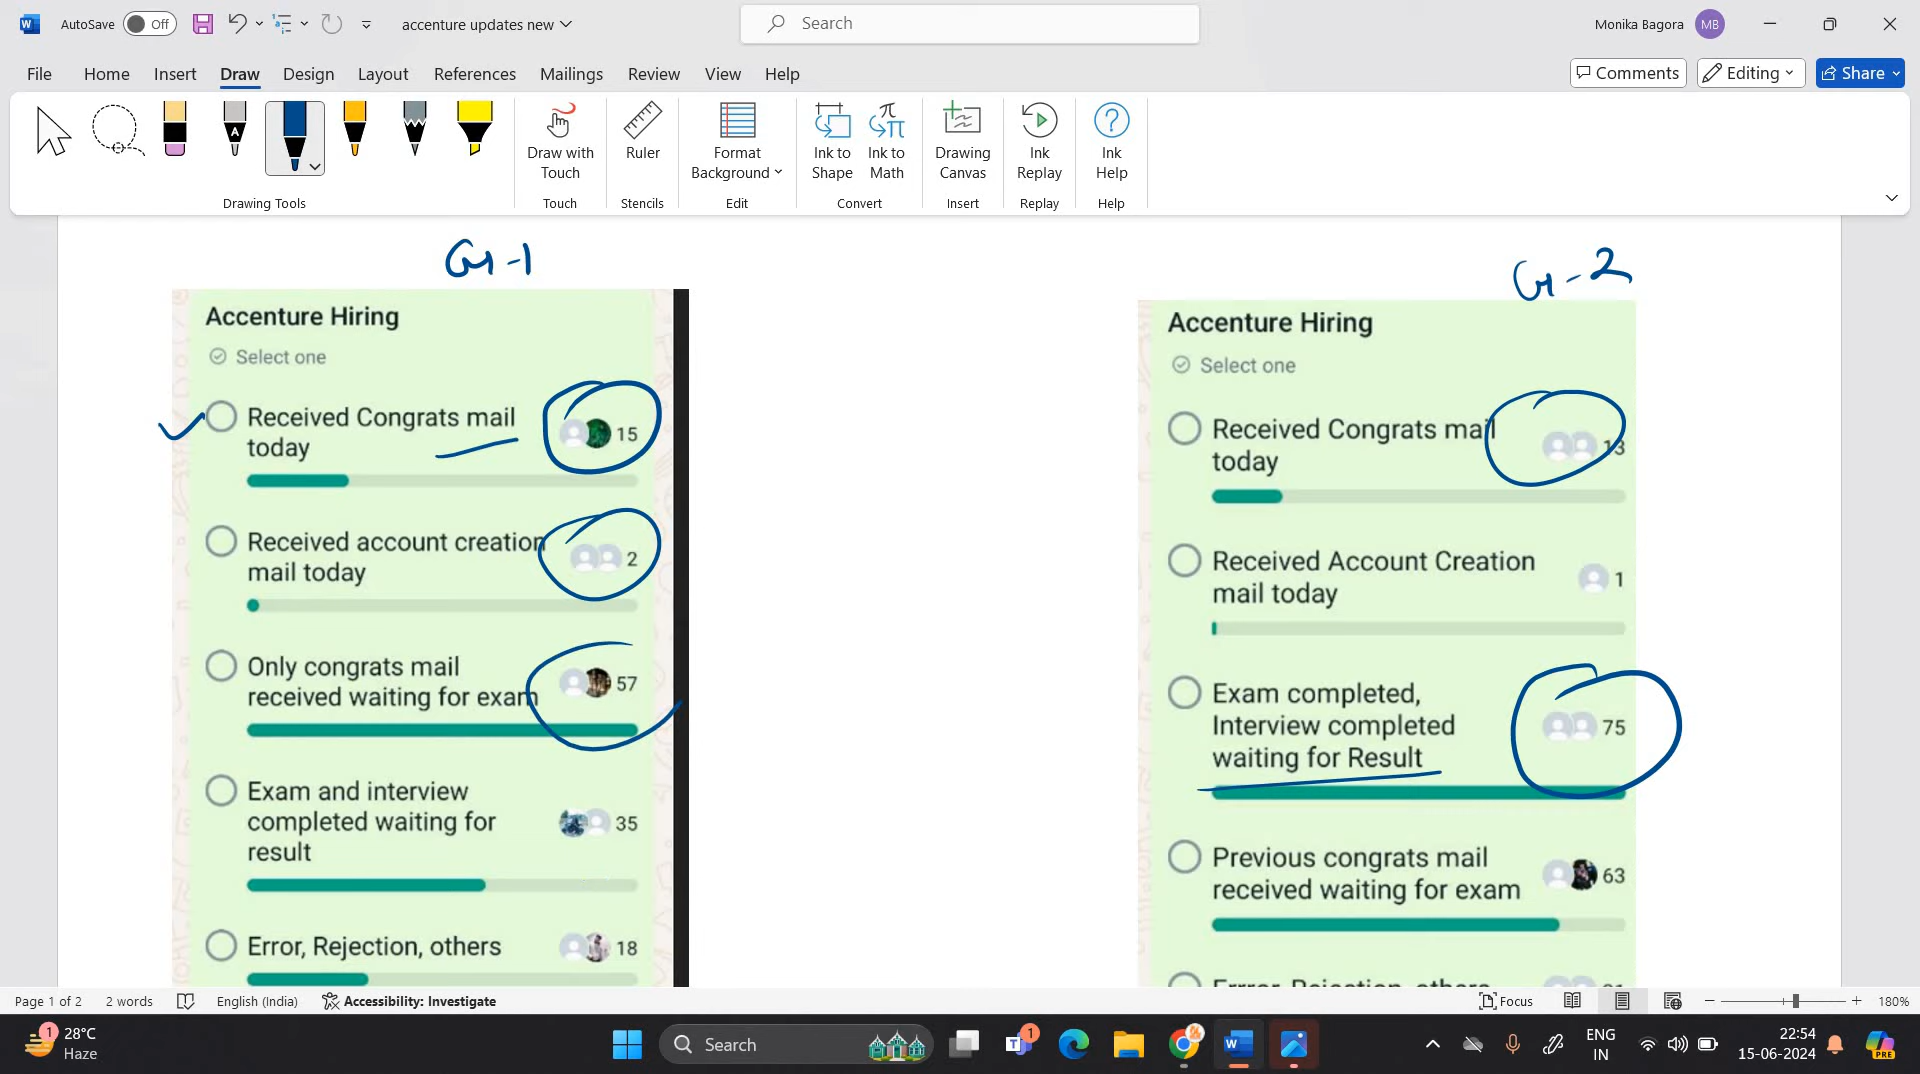 AutoSave Off
accenture updates new
Search
Monika Bagora MB
File Home Insert Draw Design Layout References Mailings Review View Help
Comments Editing Share
A
Draw with Touch
Ruler
Format Background
Ink to Shape
Ink to Math
Drawing Canvas
Ink Replay
Ink Help
Drawing Tools Touch Stencils Edit Convert Insert Replay Help
G-1
Accenture Hiring
Select one
Received Congrats mail
today
15
Received account creation
mail today
2
Only congrats mail
received waiting for exam
57
Exam and interview
completed waiting for
result
35
Error, Rejection, others
18
G-2
Accenture Hiring
Select one
Received Congrats mail
today
13
Received Account Creation
mail today
1
Exam completed,
Interview completed
waiting for Result
75
Previous congrats mail
received waiting for exam
63
Page 1 of 2 2 words English (India) Accessibility: Investigate
Focus 180%
1
28°C
Haze
Search
1
ENG
IN
22:54
15-06-2024
PRE